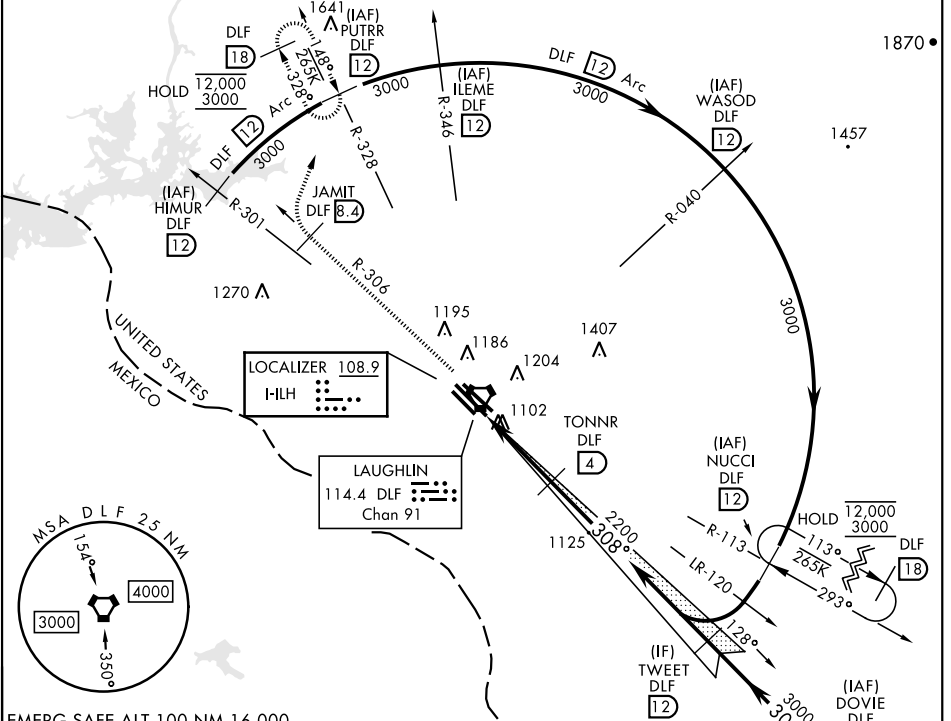 1641
(IAF)
PUTRR
DLF
12
DLF
18
HOLD 12,000
3000
148°
265K
328°
DLF 12 Arc
3000
3000
DLF 12 Arc
3000
(IAF)
ILEME
DLF
12
R-346
R-328
(IAF)
WASOD
DLF
12
1870
1457
R-040
(IAF)
HIMUR
DLF
12
R-301
JAMIT
DLF 8.4
R-306
1270
1195
1186
1204
1407
1102
3000
UNITED STATES
MEXICO
LOCALIZER 108.9
I-ILH
LAUGHLIN
114.4 DLF
Chan 91
TONNR
DLF
4
2200
308°
1125
(IAF)
NUCCI
DLF
12
HOLD 12,000
3000
R-113
113°
265K
293°
DLF
18
LR-120
128°
(IF)
TWEET
DLF
12
3000
(IAF)
DOVIE
MSA DLF 25 NM
154°
3000
4000
350°
EMERG SAFE ALT 100 NM 16,000